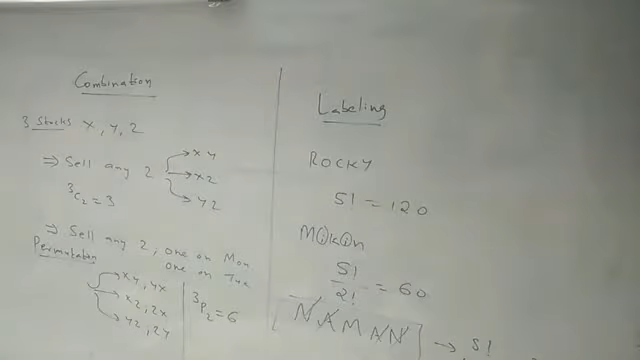 Combination
3 Stocks X, Y, Z
⇒ Sell any 2 → XY
→ XZ
→ YZ
³C₂ = 3
⇒ Sell any 2, one on Mon
one on Tue
Permutation
XY, YX
XZ, ZX
YZ, ZY
³P₂ = 6
Labeling
ROCKY
5! = 120
5!
2!
= 60
NAMAN → 5!